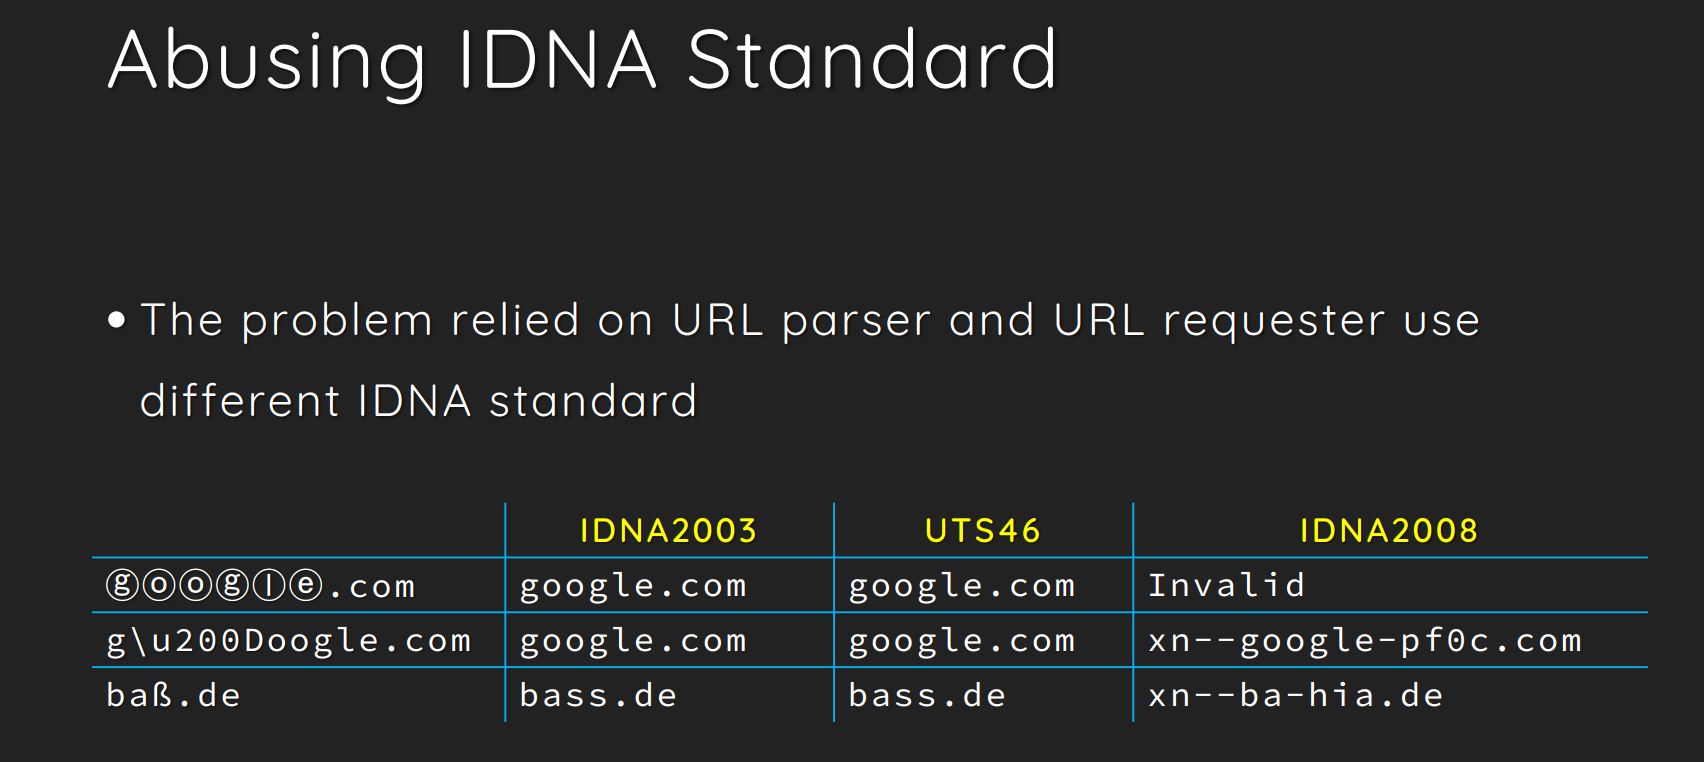 Abusing IDNA Standard
• The problem relied on URL parser and URL requester use
different IDNA standard
IDNA2003 UTS46 IDNA2008
ⓖⓞⓞⓖⓛⓔ.com google.com google.com Invalid
g\u200Doogle.com google.com google.com xn--google-pf0c.com
baß.de bass.de bass.de xn--ba-hia.de